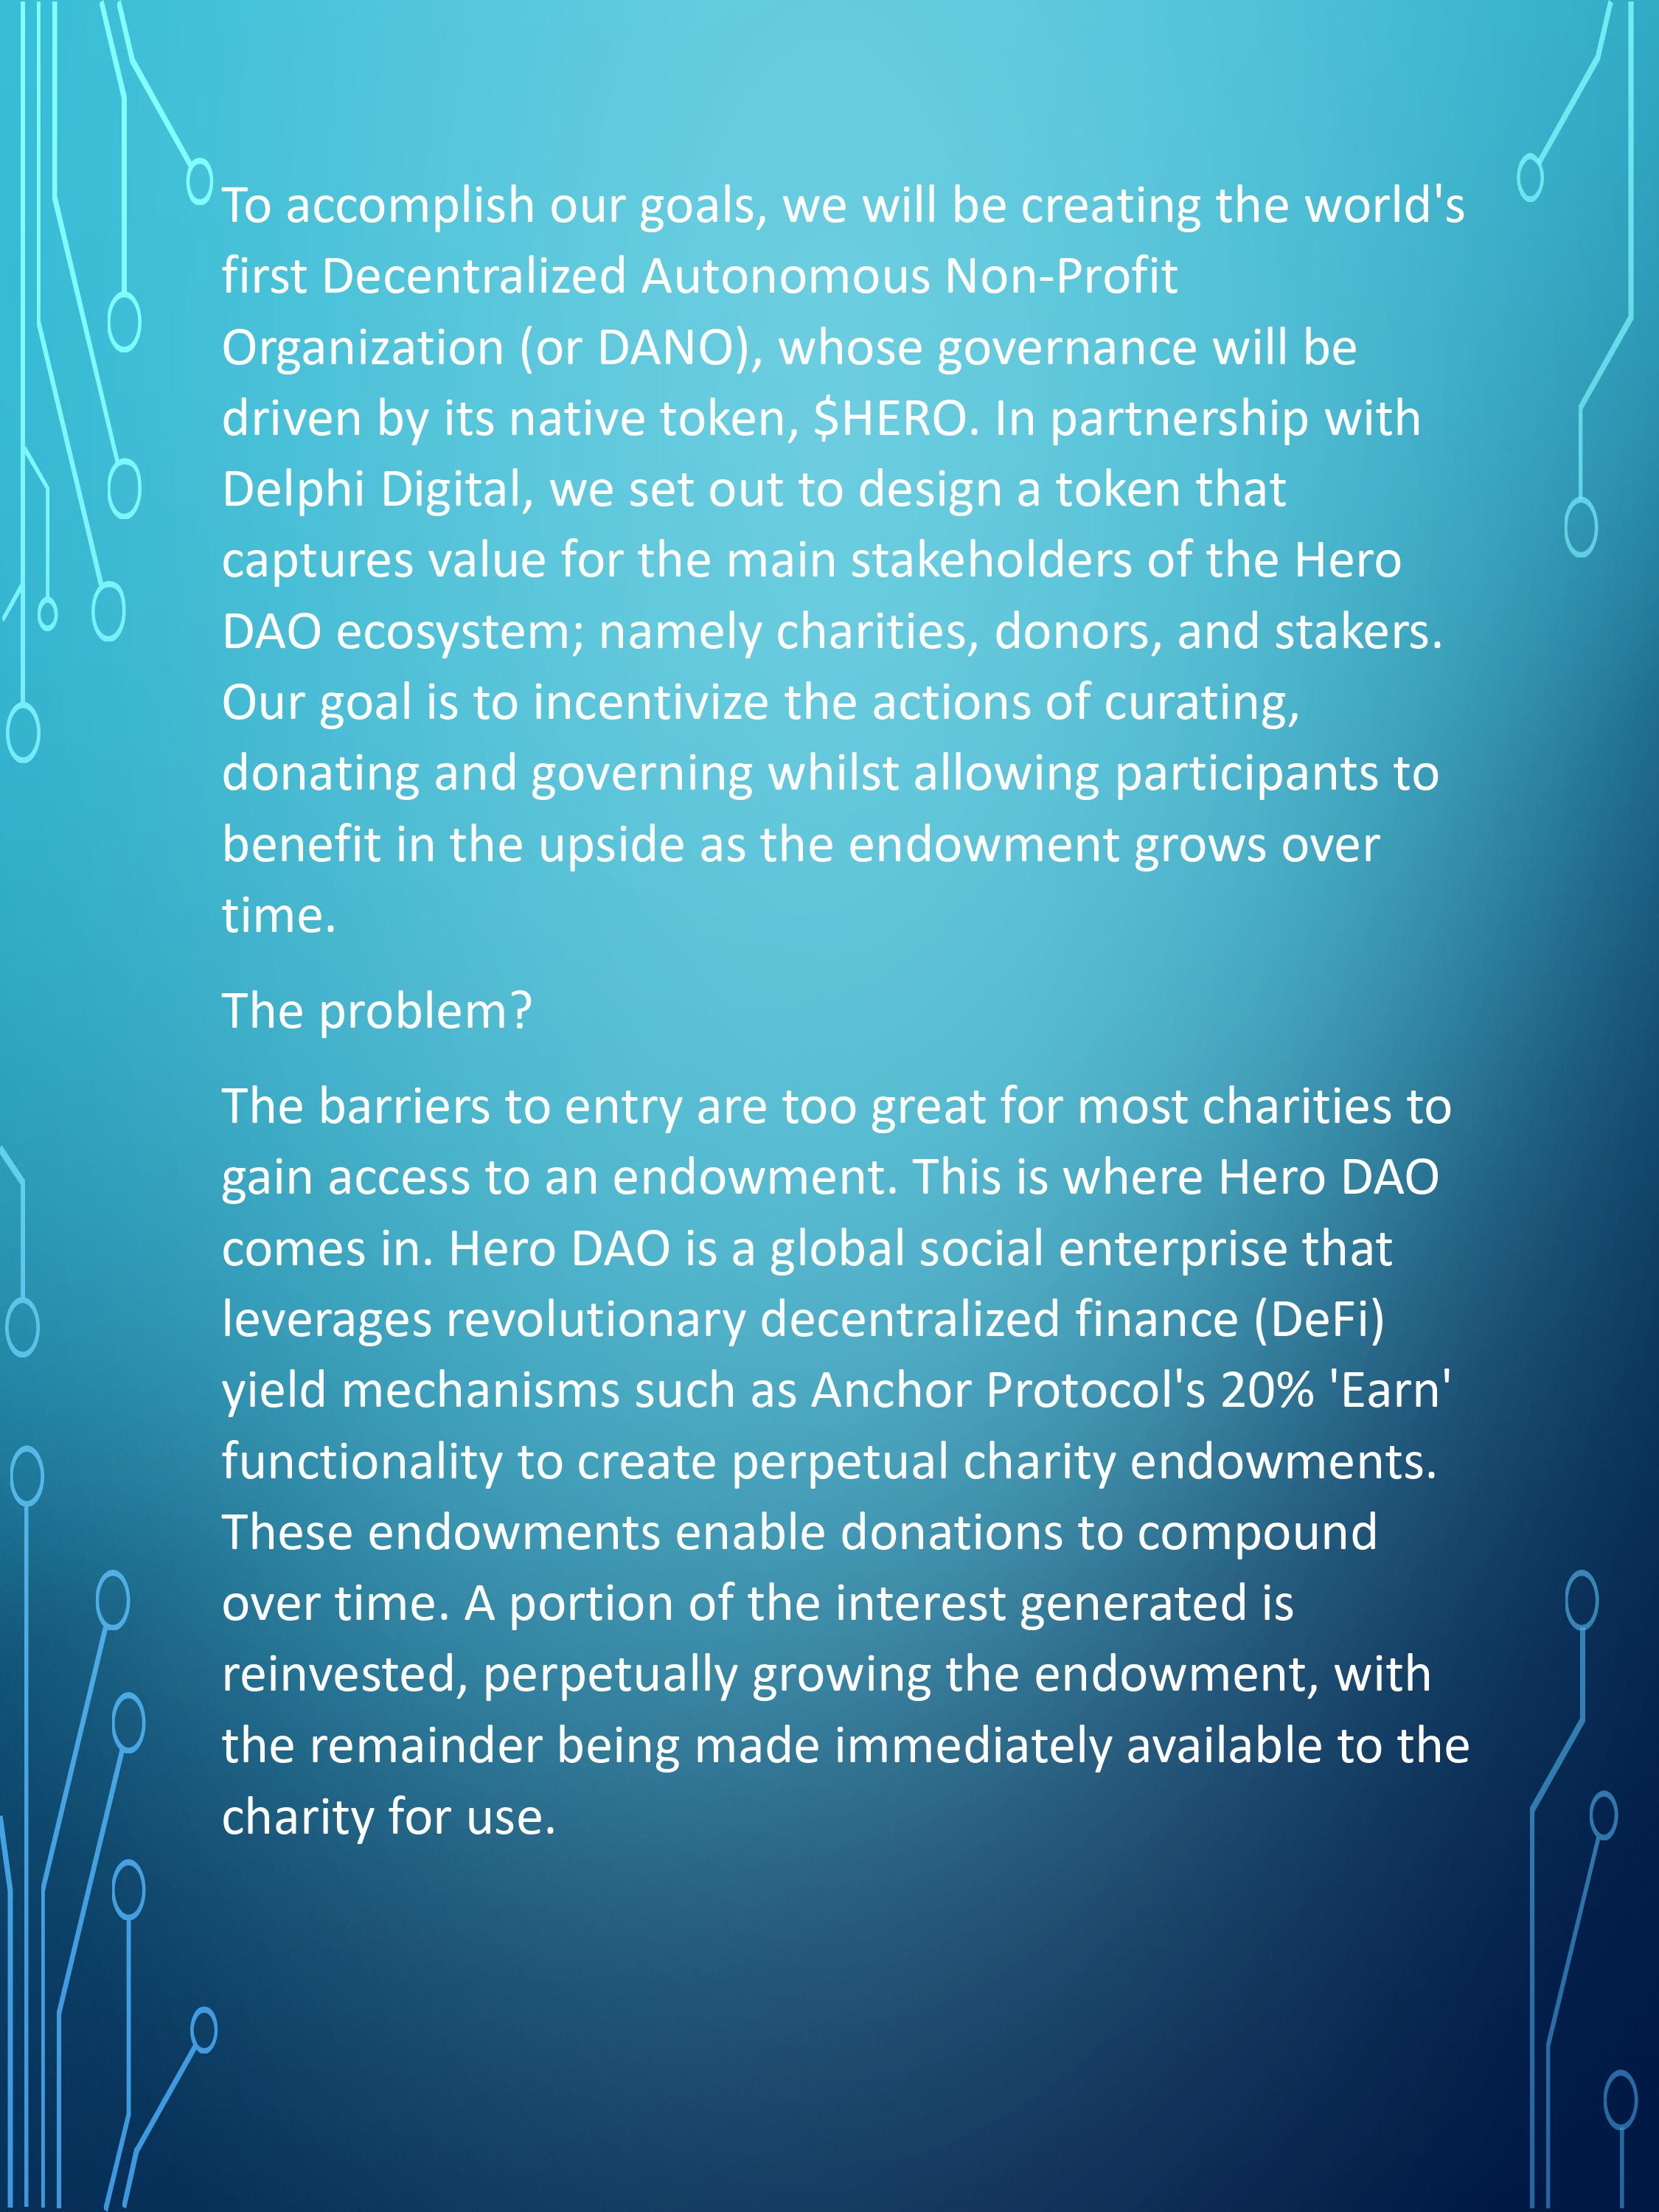 To accomplish our goals, we will be creating the world's
first Decentralized Autonomous Non-Profit
Organization (or DANO), whose governance will be
driven by its native token, $HERO. In partnership with
Delphi Digital, we set out to design a token that
captures value for the main stakeholders of the Hero
DAO ecosystem; namely charities, donors, and stakers.
Our goal is to incentivize the actions of curating,
donating and governing whilst allowing participants to
benefit in the upside as the endowment grows over
time.
The problem?
The barriers to entry are too great for most charities to
gain access to an endowment. This is where Hero DAO
comes in. Hero DAO is a global social enterprise that
leverages revolutionary decentralized finance (DeFi)
yield mechanisms such as Anchor Protocol's 20% 'Earn'
functionality to create perpetual charity endowments.
These endowments enable donations to compound
over time. A portion of the interest generated is
reinvested, perpetually growing the endowment, with
the remainder being made immediately available to the
charity for use.